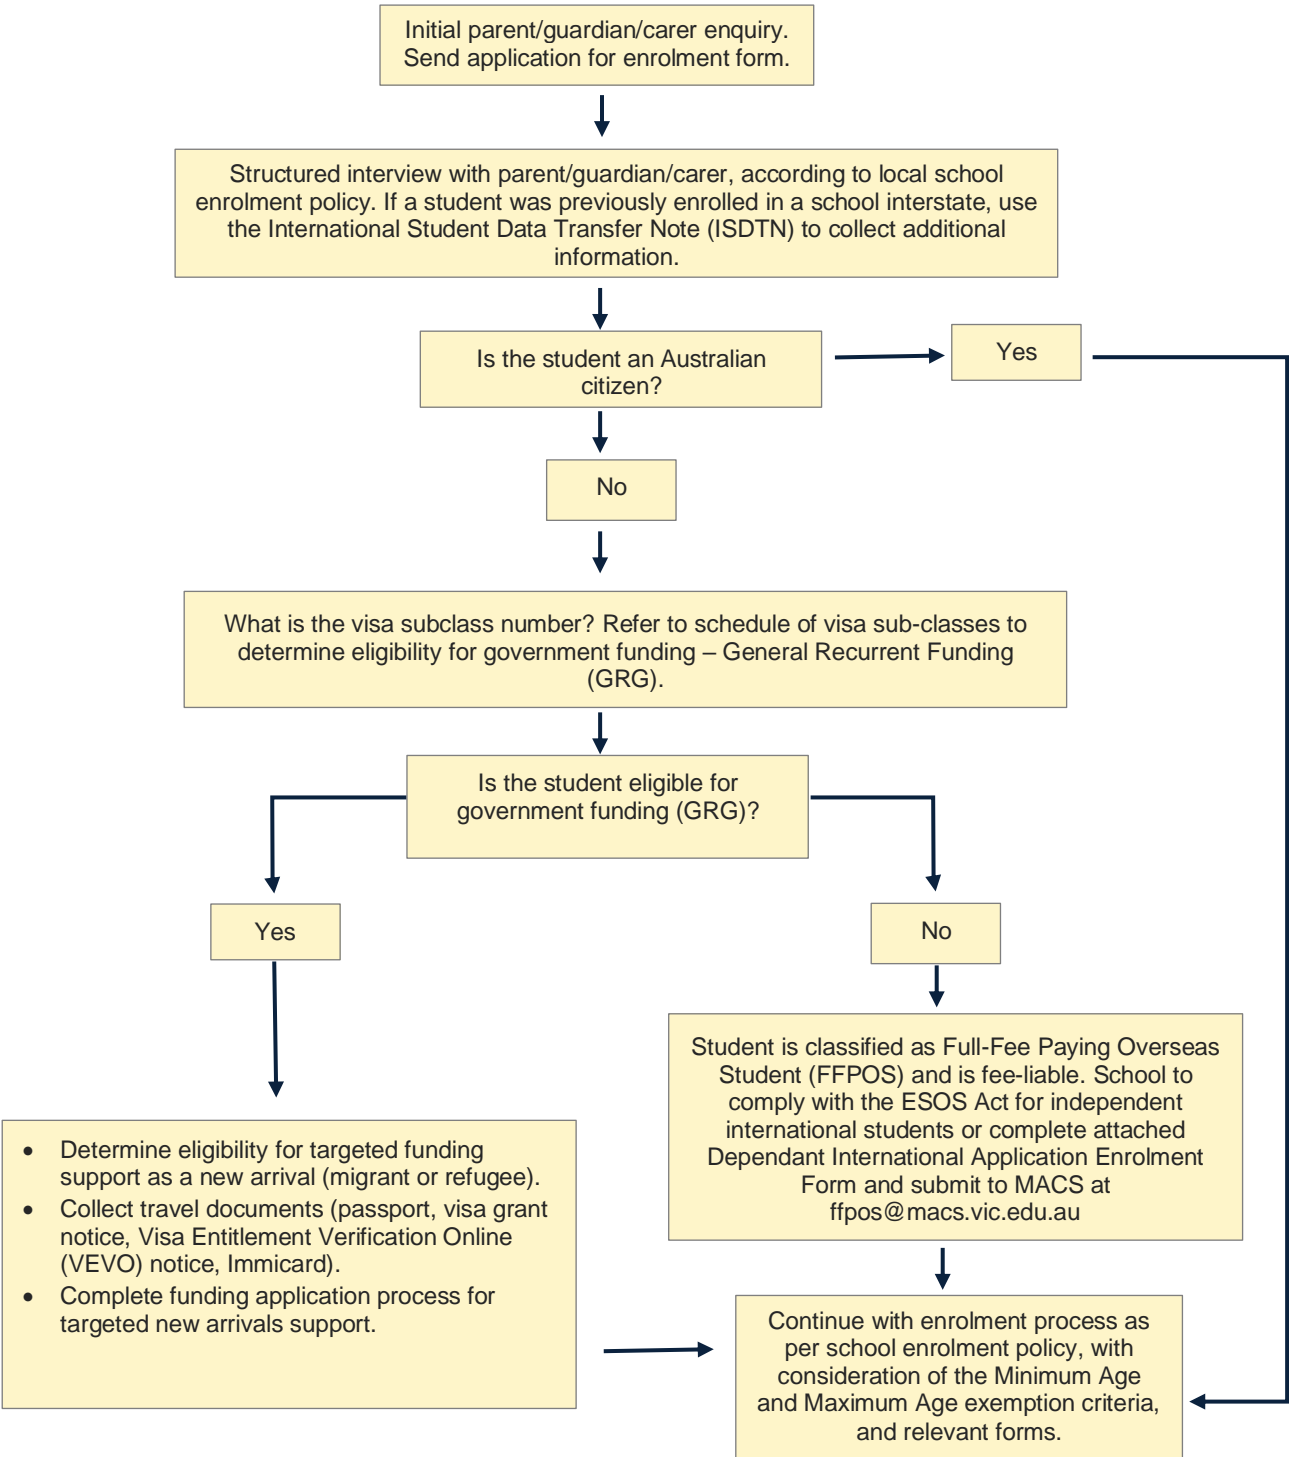 Initial parent/guardian/carer enquiry.
Send application for enrolment form.
Structured interview with parent/guardian/carer, according to local school
enrolment policy. If a student was previously enrolled in a school interstate, use
the International Student Data Transfer Note (ISDTN) to collect additional
information.
Is the student an Australian
citizen?
Yes
No
What is the visa subclass number? Refer to schedule of visa sub-classes to
determine eligibility for government funding – General Recurrent Funding
(GRG).
Is the student eligible for
government funding (GRG)?
Yes
No
Student is classified as Full-Fee Paying Overseas
Student (FFPOS) and is fee-liable. School to
comply with the ESOS Act for independent
international students or complete attached
Dependant International Application Enrolment
Form and submit to MACS at
ffpos@macs.vic.edu.au
• Determine eligibility for targeted funding
support as a new arrival (migrant or refugee).
• Collect travel documents (passport, visa grant
notice, Visa Entitlement Verification Online
(VEVO) notice, Immicard).
• Complete funding application process for
targeted new arrivals support.
Continue with enrolment process as
per school enrolment policy, with
consideration of the Minimum Age
and Maximum Age exemption criteria,
and relevant forms.